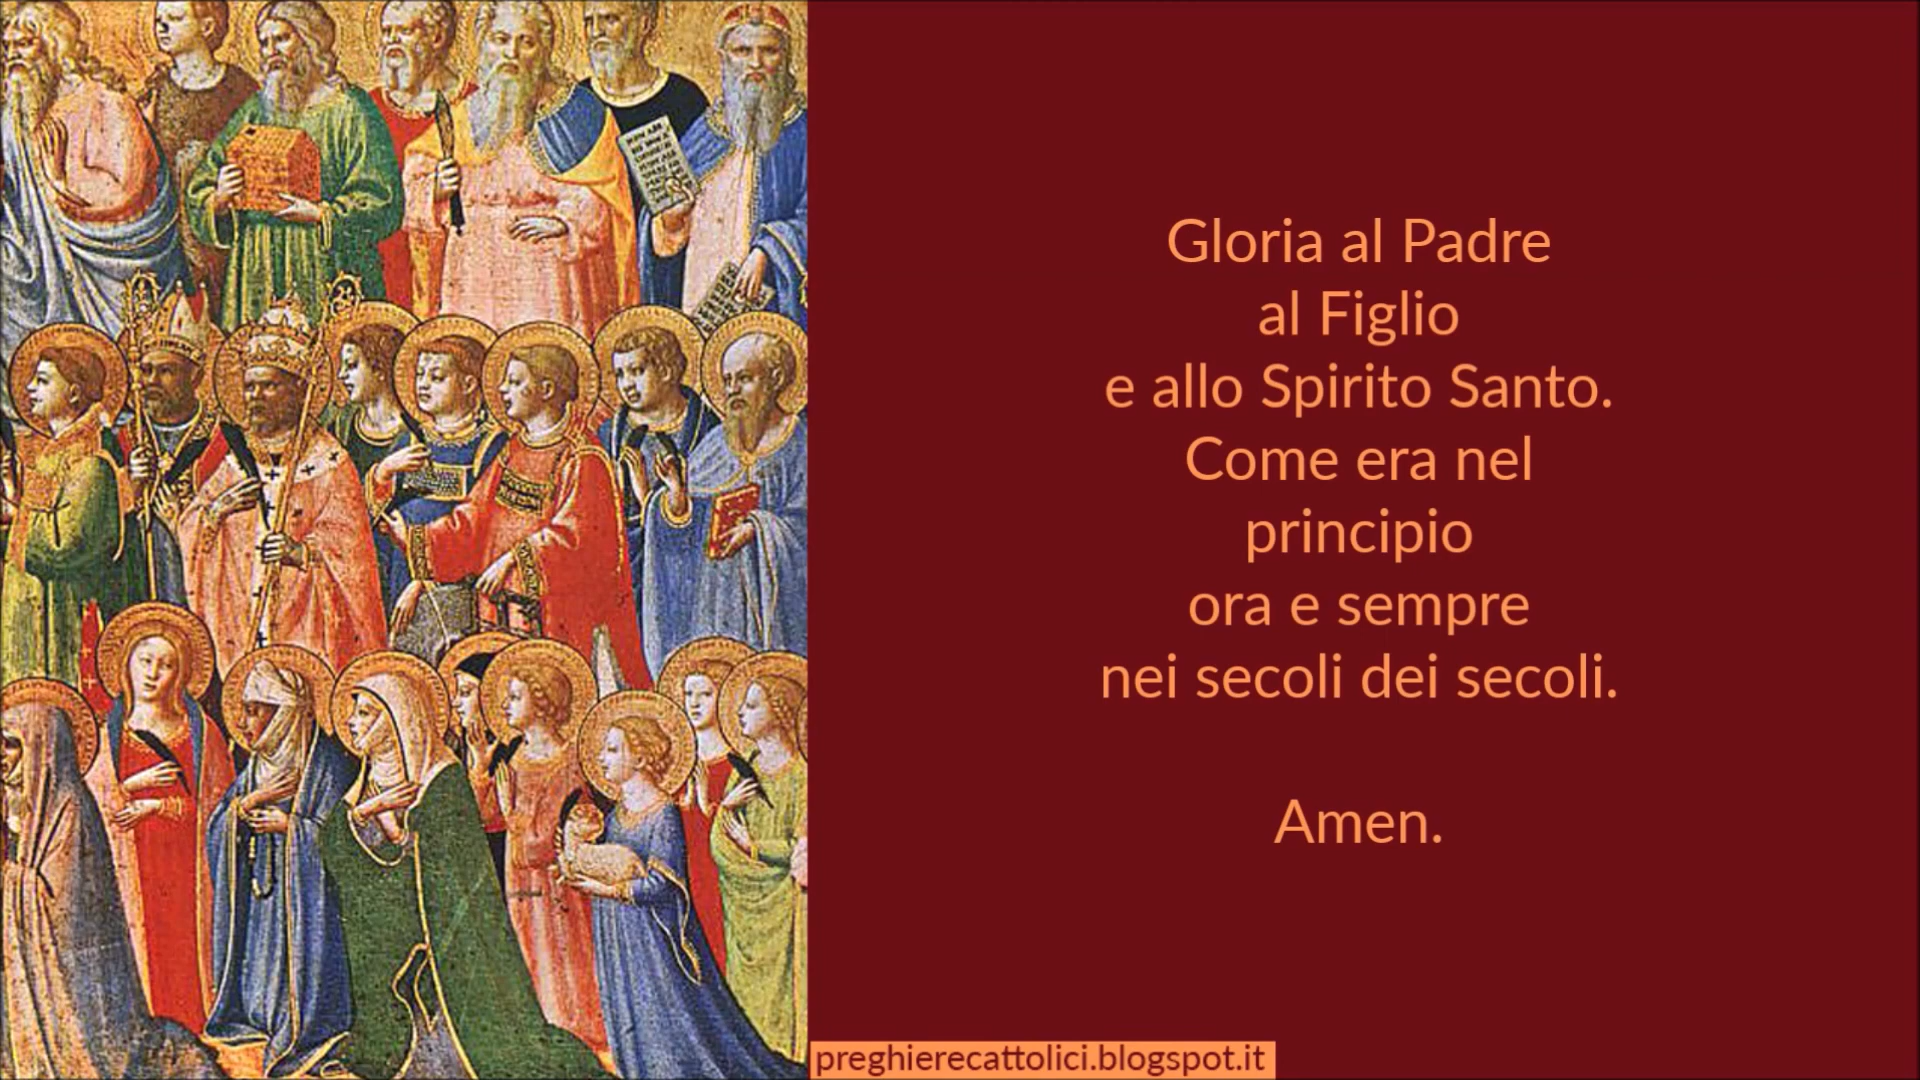 Gloria al Padre
al Figlio
e allo Spirito Santo.
Come era nel
principio
ora e sempre
nei secoli dei secoli.
Amen.
preghierecattolici.blogspot.it